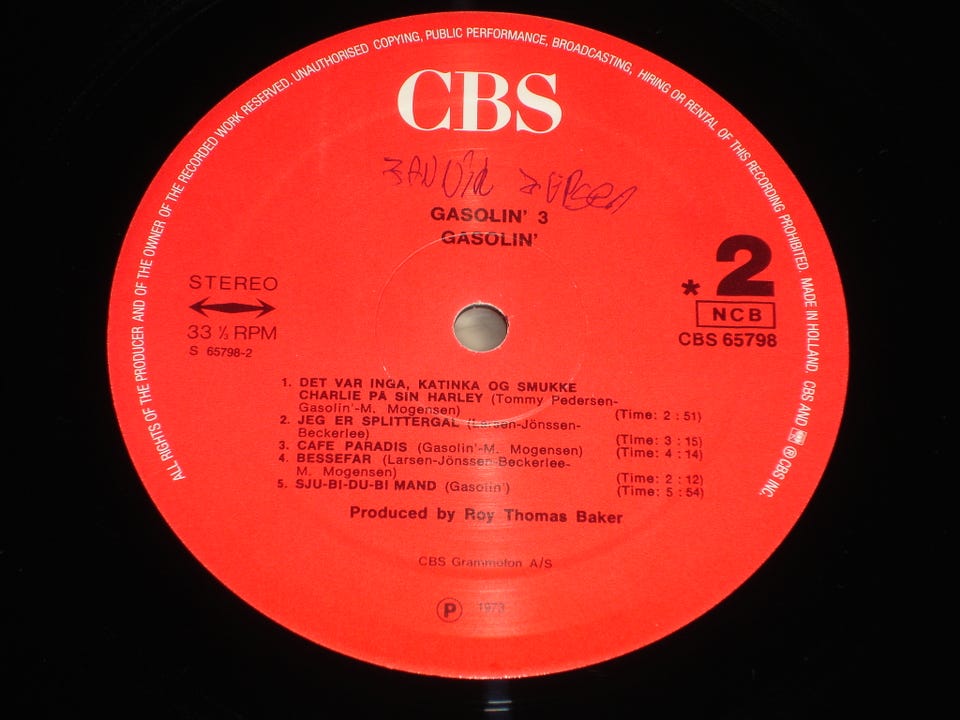 ALL RIGHTS OF THE PRODUCER AND OF THE OWNER OF THE RECORDED WORK RESERVED. UNAUTHORISED COPYING, PUBLIC PERFORMANCE, BROADCASTING, HIRING OR RENTAL OF THIS RECORDING PROHIBITED. MADE IN HOLLAND. CBS AND ℗ CBS INC.
CBS
GASOLIN' 3
GASOLIN'
STEREO
33 ⅓ RPM
S 65798-2
* 2
NCB
CBS 65798
1. DET VAR INGA, KATINKA OG SMUKKE
CHARLIE PÅ SIN HARLEY (Tommy Pedersen-
Gasolin'-M. Mogensen) (Time: 2 : 51)
2. JEG ER SPLITTERGAL (Larsen-Jönssen-
Beckerlee) (Time: 3 : 15)
3. CAFE PARADIS (Gasolin'-M. Mogensen) (Time: 4 : 14)
4. BESSEFAR (Larsen-Jönssen-Beckerlee-
M. Mogensen) (Time: 2 : 12)
5. SJU-BI-DU-BI MAND (Gasolin') (Time: 5 : 54)
Produced by Roy Thomas Baker
CBS Grammofon A/S
P 1973